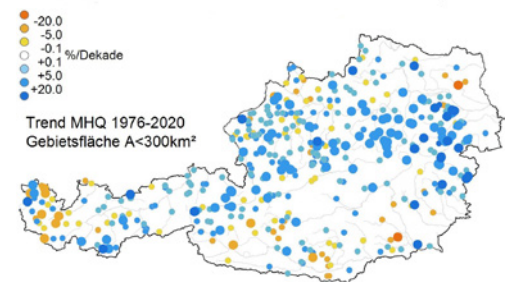 -20.0
-5.0
-0.1
%/Dekade
+0.1
+5.0
+20.0
Trend MHQ 1976-2020
Gebietsfläche A<300km²